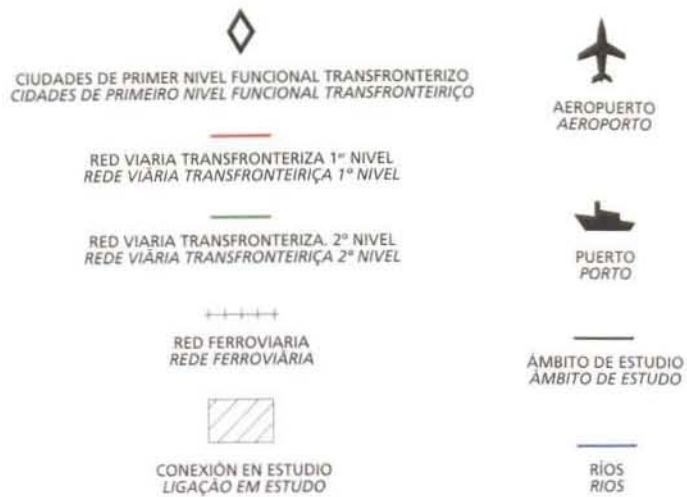 CIUDADES DE PRIMER NIVEL FUNCIONAL TRANSFRONTERIZO
CIDADES DE PRIMEIRO NIVEL FUNCIONAL TRANSFRONTEIRIÇO
RED VIARIA TRANSFRONTERIZA 1er NIVEL
REDE VIÀRIA TRANSFRONTEIRIÇA 1º NIVEL
RED VIARIA TRANSFRONTERIZA. 2º NIVEL
REDE VIÀRIA TRANSFRONTEIRIÇA 2º NIVEL
RED FERROVIARIA
REDE FERROVIÀRIA
CONEXIÓN EN ESTUDIO
LIGAÇÃO EM ESTUDO
AEROPUERTO
AEROPORTO
PUERTO
PORTO
ÁMBITO DE ESTUDIO
ÀMBITO DE ESTUDO
RÍOS
RIOS